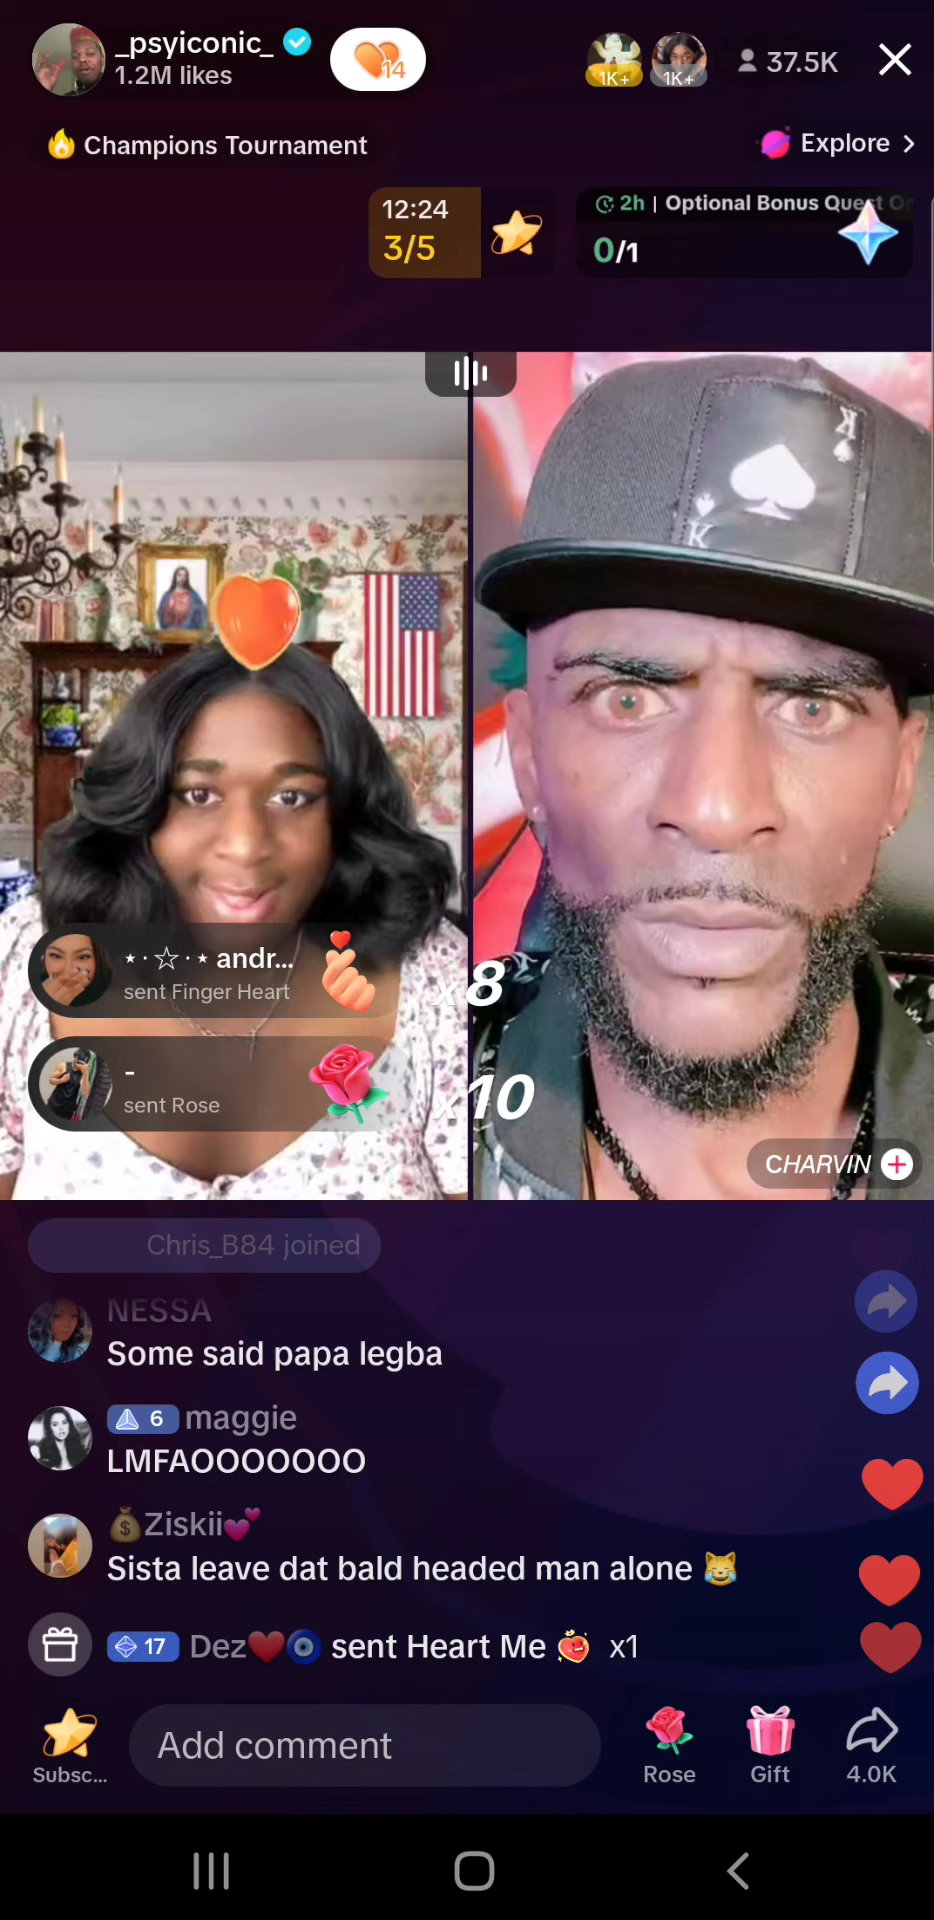 _psyiconic_
1.2M likes
14
1K+
1K+
37.5K
Champions Tournament
Explore
12:24
3/5
2h | Optional Bonus Quest
0/1
K
K
⋆·☆·⋆ andr...
sent Finger Heart
x8
-
sent Rose
x10
CHARVIN
Chris_B84 joined
NESSA
Some said papa legba
6 maggie
LMFAOOOOOOO
💰Ziskii💕
Sista leave dat bald headed man alone 😹
17 Dez❤️🧿 sent Heart Me x1
Subsc...
Add comment
Rose
Gift
4.0K